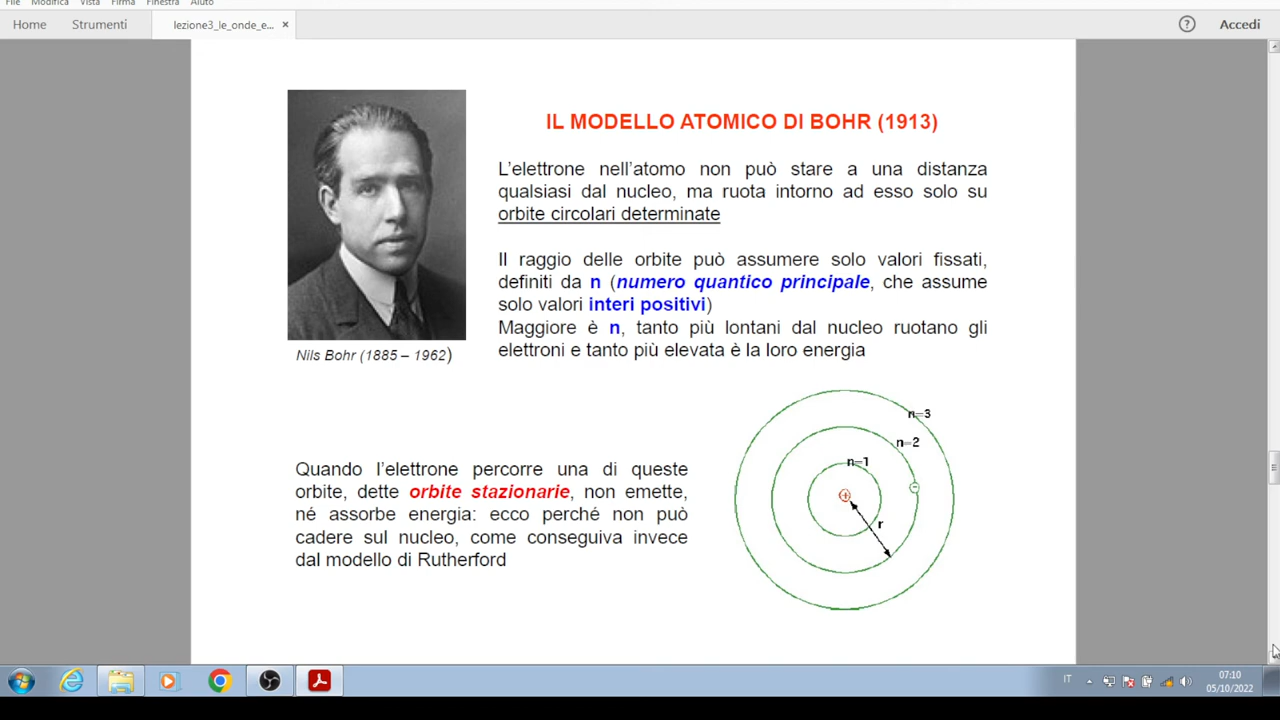 File Modifica Vista Firma Finestra Aiuto
Home Strumenti lezione3_le_onde_e... × ? Accedi
IL MODELLO ATOMICO DI BOHR (1913)
L’elettrone nell’atomo non può stare a una distanza
qualsiasi dal nucleo, ma ruota intorno ad esso solo su
orbite circolari determinate
Il raggio delle orbite può assumere solo valori fissati,
definiti da n (numero quantico principale, che assume
solo valori interi positivi)
Maggiore è n, tanto più lontani dal nucleo ruotano gli
elettroni e tanto più elevata è la loro energia
Nils Bohr (1885 – 1962)
n=3
n=2
n=1
+
−
r
Quando l’elettrone percorre una di queste
orbite, dette orbite stazionarie, non emette,
né assorbe energia: ecco perché non può
cadere sul nucleo, come conseguiva invece
dal modello di Rutherford
IT
07:10
05/10/2022